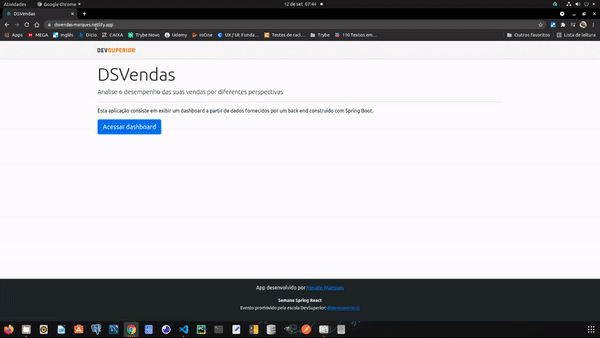 Atividades Google Chrome 12 de set 07:44
DSVendas
dsvendas-marques.netlify.app
Apps MEGA Inglês Dicio CAIXA Trybe Novo Udemy InOne UX / UI: Funda… Testes de raci… Trybe 110 Textos em… Outros favoritos Lista de leitura
DEVSUPERIOR
DSVendas
Analise o desempenho das suas vendas por diferentes perspectivas
Esta aplicação consiste em exibir um dashboard a partir de dados fornecidos por um back end construído com Spring Boot.
Acessar dashboard
App desenvolvido por Renato Marques
Semana Spring React
Evento promovido pela escola DevSuperior: @devsuperior.ig